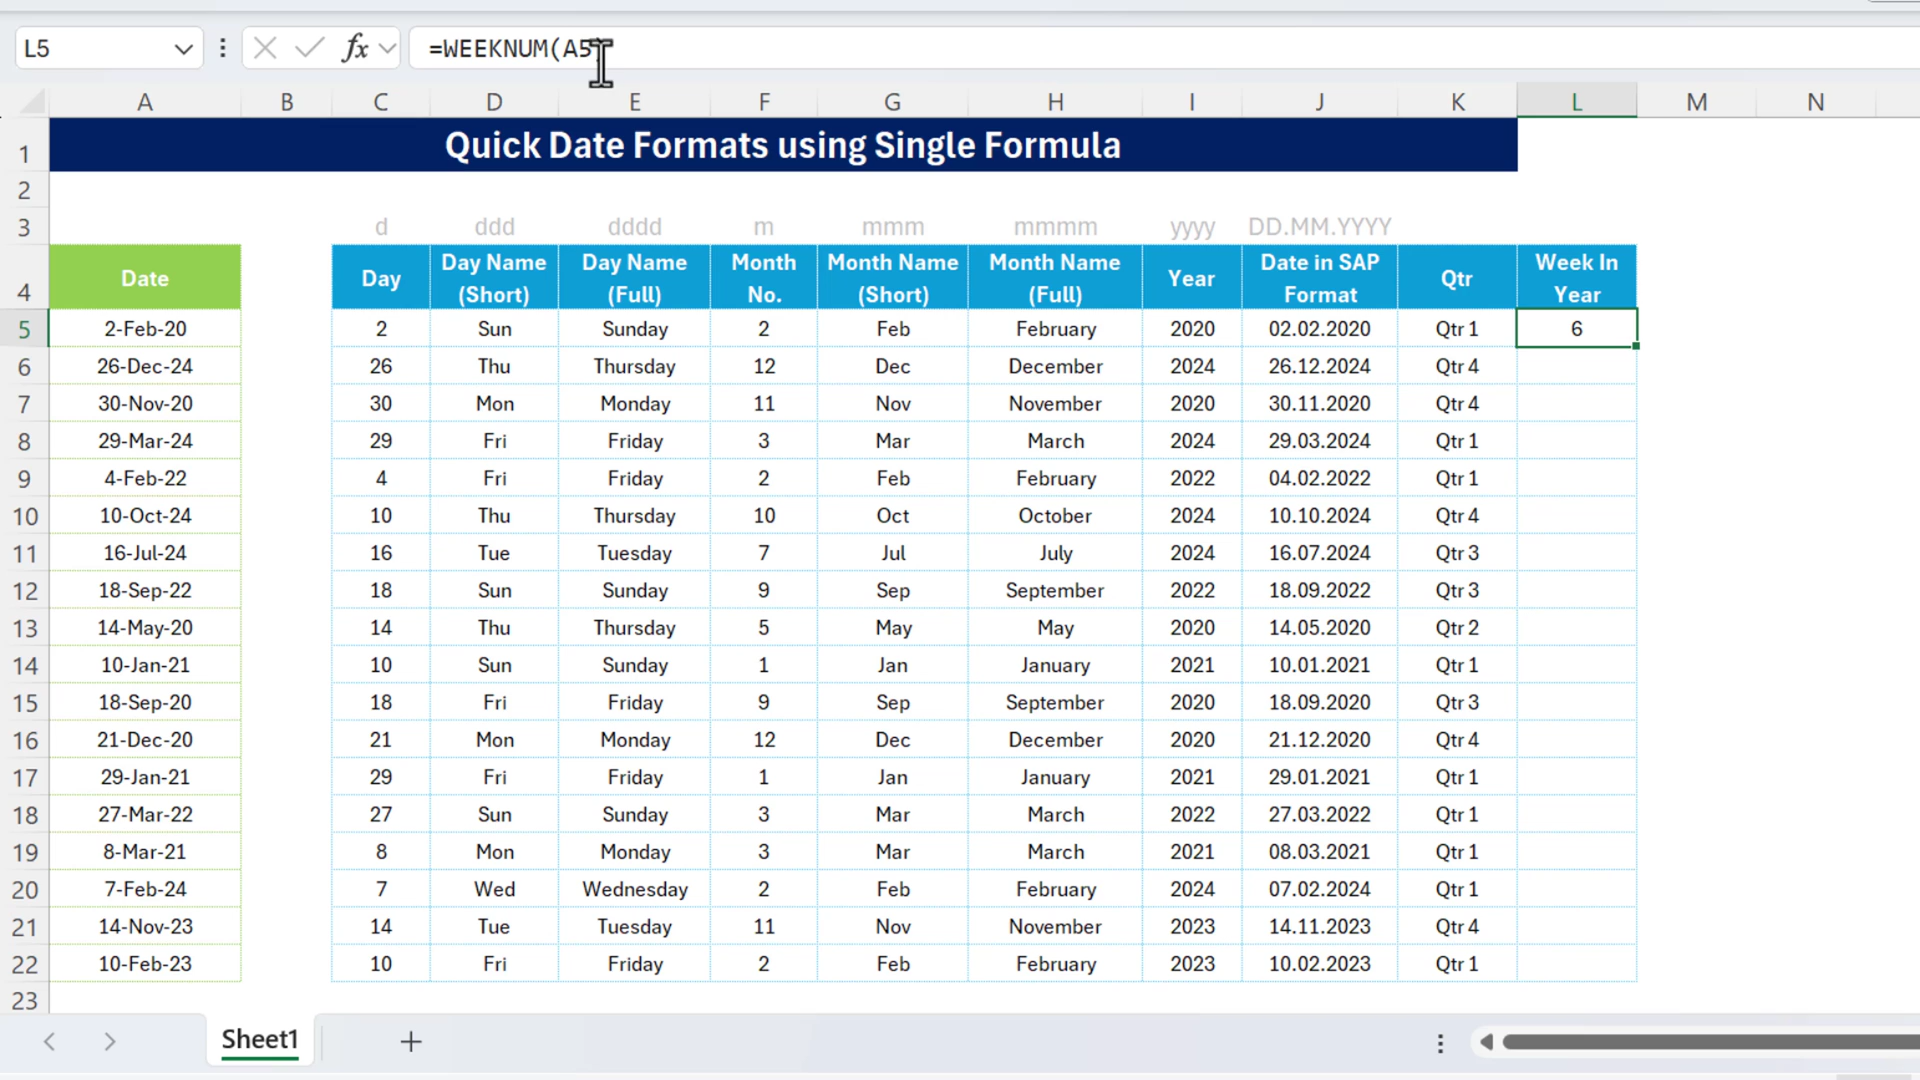 L5 fx =WEEKNUM(A5)
A B C D E F G H I J K L M N
1 Quick Date Formats using Single Formula
2
3 d ddd dddd m mmm mmmm yyyy DD.MM.YYYY
4 Date Day Day Name (Short) Day Name (Full) Month No. Month Name (Short) Month Name (Full) Year Date in SAP Format Qtr Week In Year
5 2-Feb-20 2 Sun Sunday 2 Feb February 2020 02.02.2020 Qtr 1 6
6 26-Dec-24 26 Thu Thursday 12 Dec December 2024 26.12.2024 Qtr 4
7 30-Nov-20 30 Mon Monday 11 Nov November 2020 30.11.2020 Qtr 4
8 29-Mar-24 29 Fri Friday 3 Mar March 2024 29.03.2024 Qtr 1
9 4-Feb-22 4 Fri Friday 2 Feb February 2022 04.02.2022 Qtr 1
10 10-Oct-24 10 Thu Thursday 10 Oct October 2024 10.10.2024 Qtr 4
11 16-Jul-24 16 Tue Tuesday 7 Jul July 2024 16.07.2024 Qtr 3
12 18-Sep-22 18 Sun Sunday 9 Sep September 2022 18.09.2022 Qtr 3
13 14-May-20 14 Thu Thursday 5 May May 2020 14.05.2020 Qtr 2
14 10-Jan-21 10 Sun Sunday 1 Jan January 2021 10.01.2021 Qtr 1
15 18-Sep-20 18 Fri Friday 9 Sep September 2020 18.09.2020 Qtr 3
16 21-Dec-20 21 Mon Monday 12 Dec December 2020 21.12.2020 Qtr 4
17 29-Jan-21 29 Fri Friday 1 Jan January 2021 29.01.2021 Qtr 1
18 27-Mar-22 27 Sun Sunday 3 Mar March 2022 27.03.2022 Qtr 1
19 8-Mar-21 8 Mon Monday 3 Mar March 2021 08.03.2021 Qtr 1
20 7-Feb-24 7 Wed Wednesday 2 Feb February 2024 07.02.2024 Qtr 1
21 14-Nov-23 14 Tue Tuesday 11 Nov November 2023 14.11.2023 Qtr 4
22 10-Feb-23 10 Fri Friday 2 Feb February 2023 10.02.2023 Qtr 1
23
Sheet1